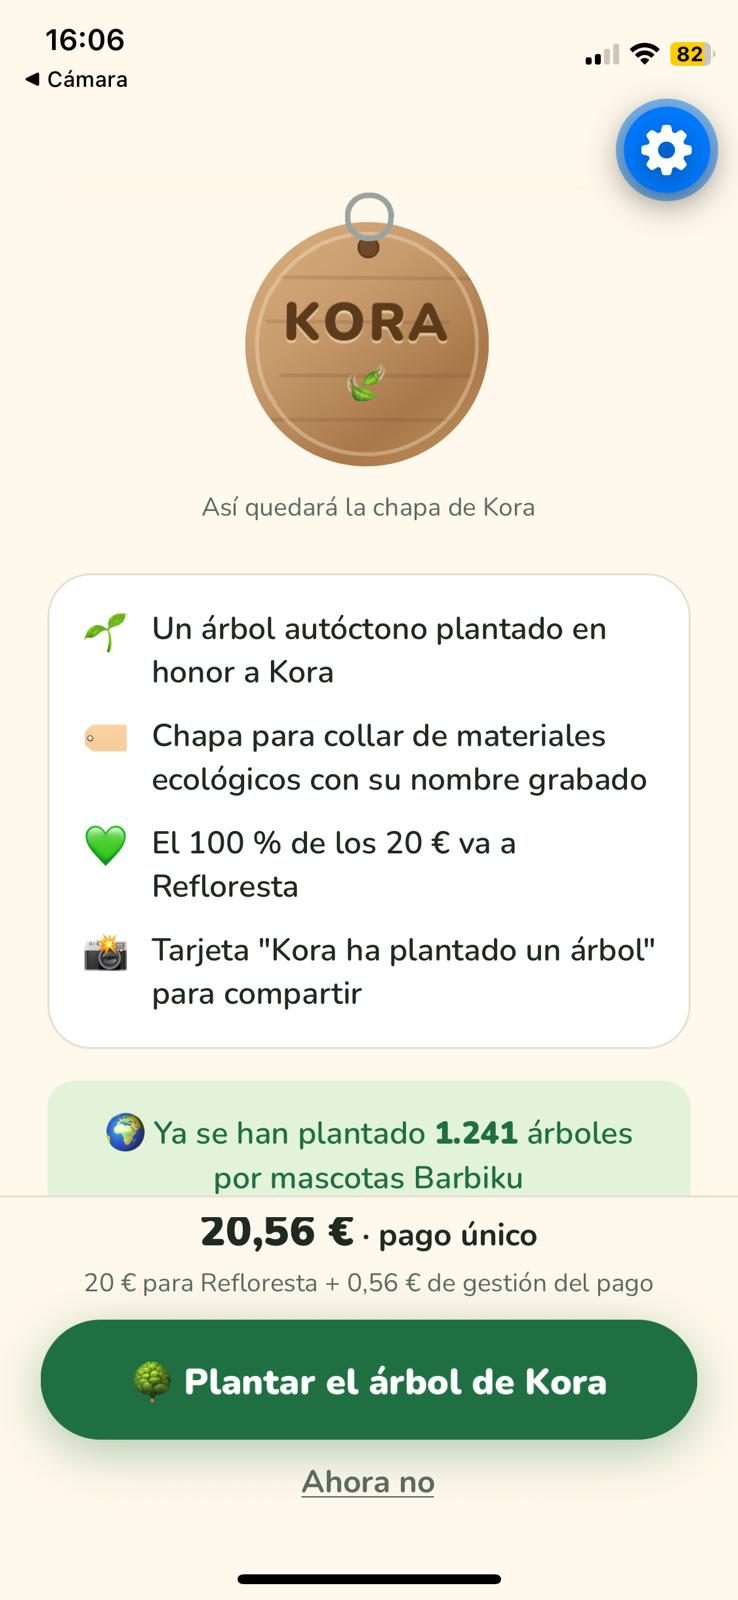 16:06
82
◀ Cámara
KORA
Así quedará la chapa de Kora
Un árbol autóctono plantado en
honor a Kora
Chapa para collar de materiales
ecológicos con su nombre grabado
El 100 % de los 20 € va a
Refloresta
Tarjeta "Kora ha plantado un árbol"
para compartir
Ya se han plantado 1.241 árboles
por mascotas Barbiku
20,56 € · pago único
20 € para Refloresta + 0,56 € de gestión del pago
Plantar el árbol de Kora
Ahora no